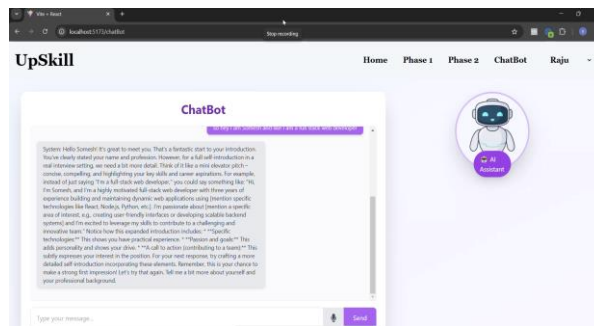 Vite + React
localhost:5173/chatBot
Stop recording
UpSkill
Home Phase 1 Phase 2 ChatBot Raju
ChatBot
so hey i am Somesh and like I am a full stack web developer
System: Hello Somesh! It's great to meet you. That's a fantastic start to your introduction.
You've clearly stated your name and profession. However, for a full self-introduction in a
real interview setting, we need a bit more detail. Think of it like a mini elevator pitch –
concise, compelling, and highlighting your key skills and career aspirations. For example,
instead of just saying "I'm a full-stack web developer," you could say something like: "Hi,
I'm Somesh, and I'm a highly motivated full-stack web developer with three years of
experience building and maintaining dynamic web applications using [mention specific
technologies like React, Node.js, Python, etc.]. I'm passionate about [mention a specific
area of interest, e.g., creating user-friendly interfaces or developing scalable backend
systems] and I'm excited to leverage my skills to contribute to a challenging and
innovative team." Notice how this expanded introduction includes: * **Specific
technologies:** This shows you have practical experience. * **Passion and goals:** This
adds personality and shows your drive. * **A call to action (contributing to a team):** This
subtly expresses your interest in the position. For your next response, try crafting a more
detailed self-introduction incorporating these elements. Remember, this is your chance to
make a strong first impression! Let's try that again. Tell me a bit more about yourself and
your professional background.
AI
Assistant
Type your message...
Send